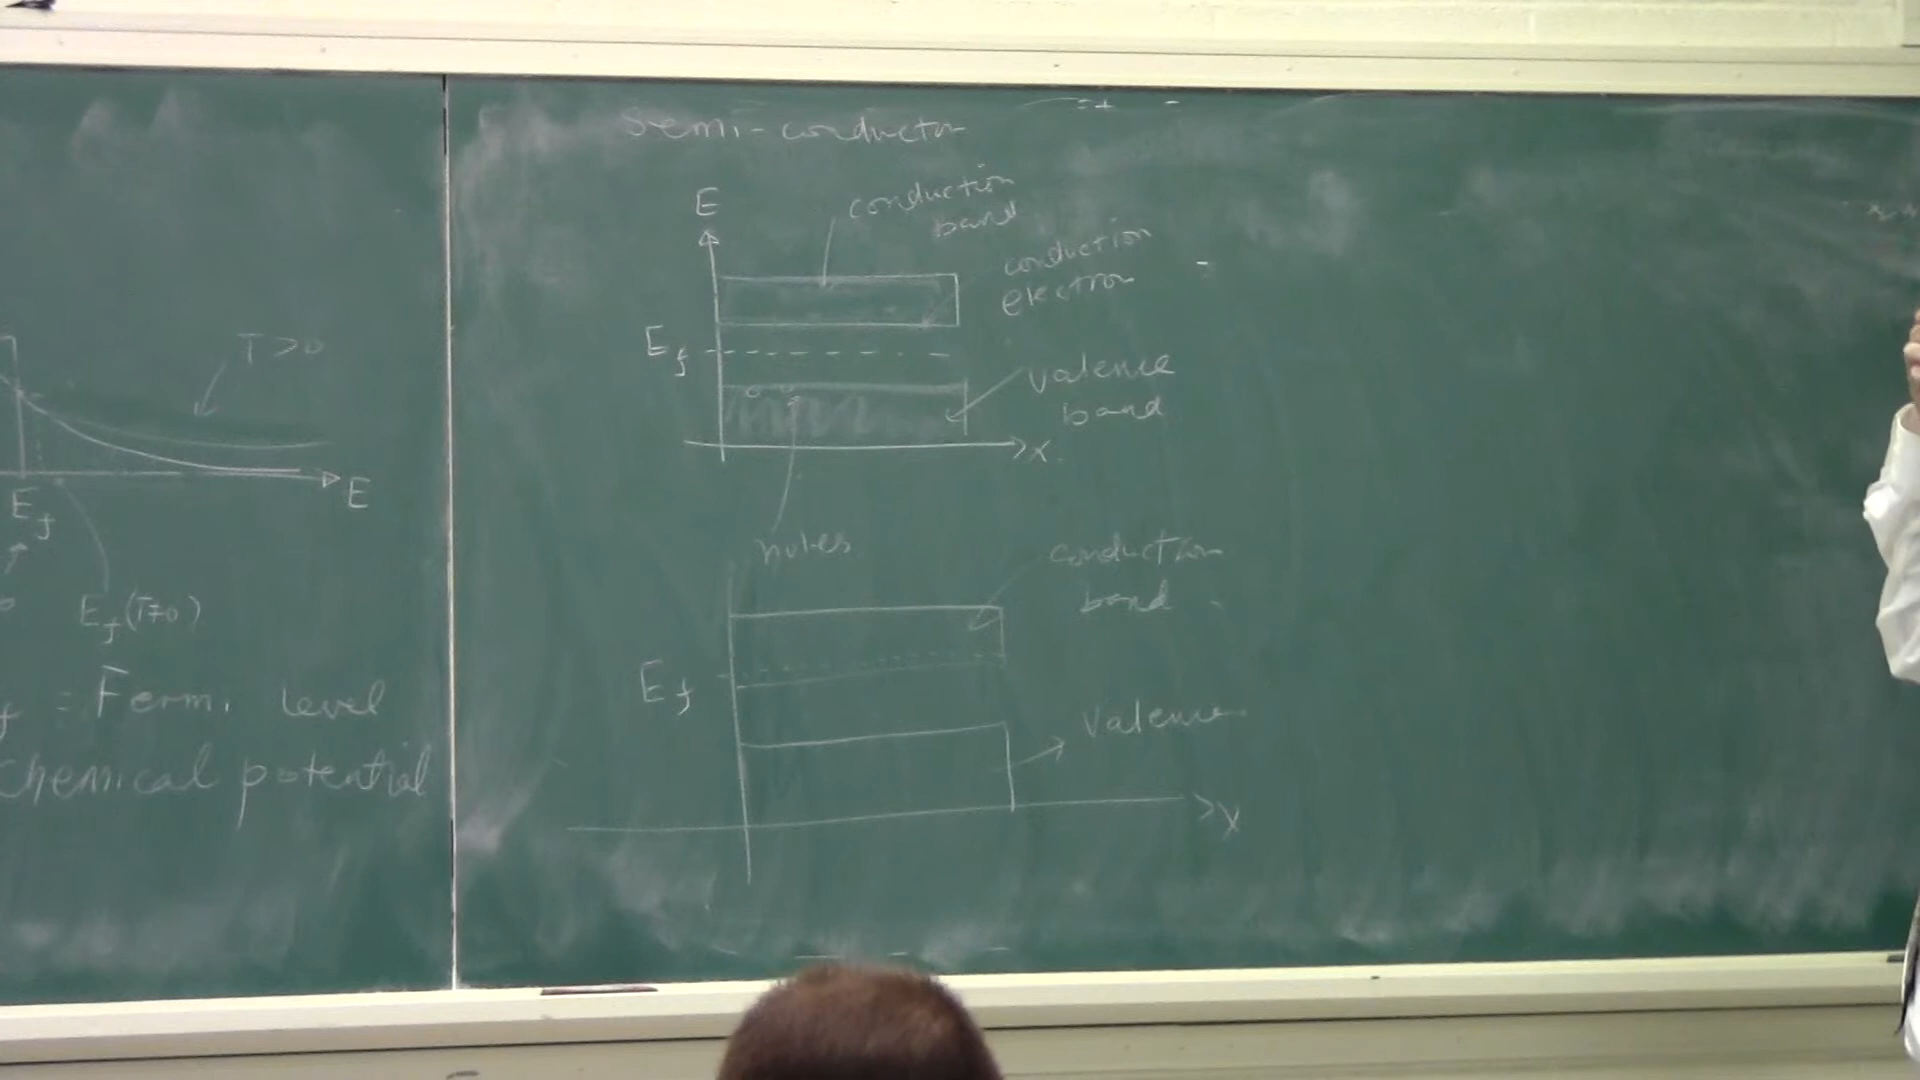 T>0
E
E_f
E_f(T≠0)
= Fermi Level
Chemical potential
Semi-conductor
E
conduction
band
conduction
electron
E_f
valence
band
x
holes
conduction
band
E_f
Valence
x